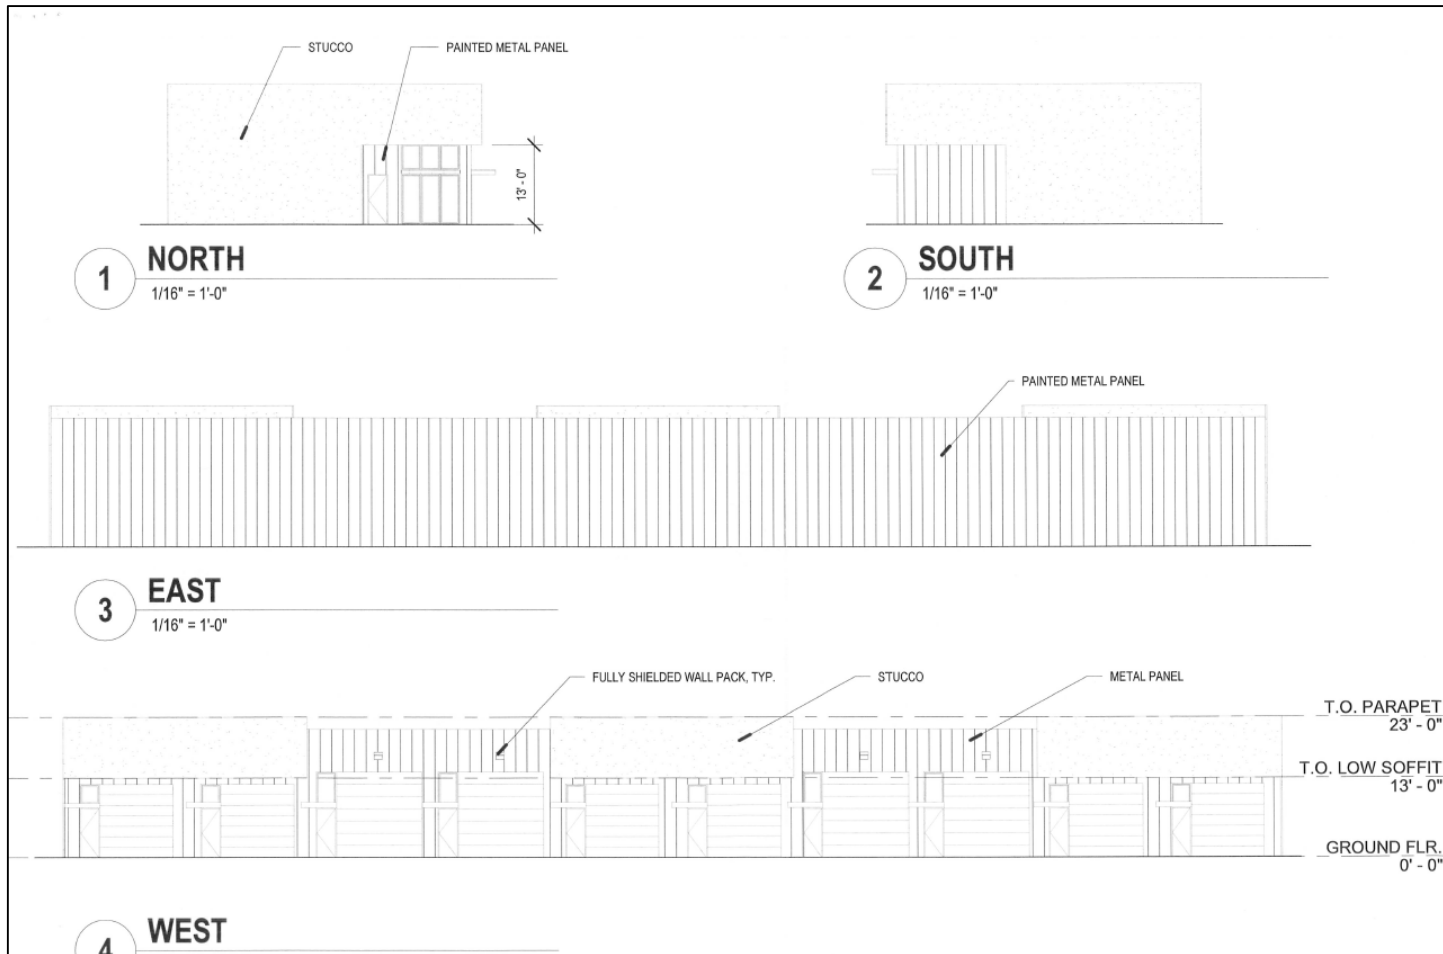 STUCCO
PAINTED METAL PANEL
13' - 0"
1
NORTH
1/16" = 1'-0"
2
SOUTH
1/16" = 1'-0"
PAINTED METAL PANEL
3
EAST
1/16" = 1'-0"
FULLY SHIELDED WALL PACK, TYP.
STUCCO
METAL PANEL
T.O. PARAPET
23' - 0"
T.O. LOW SOFFIT
13' - 0"
GROUND FLR.
0' - 0"
4
WEST